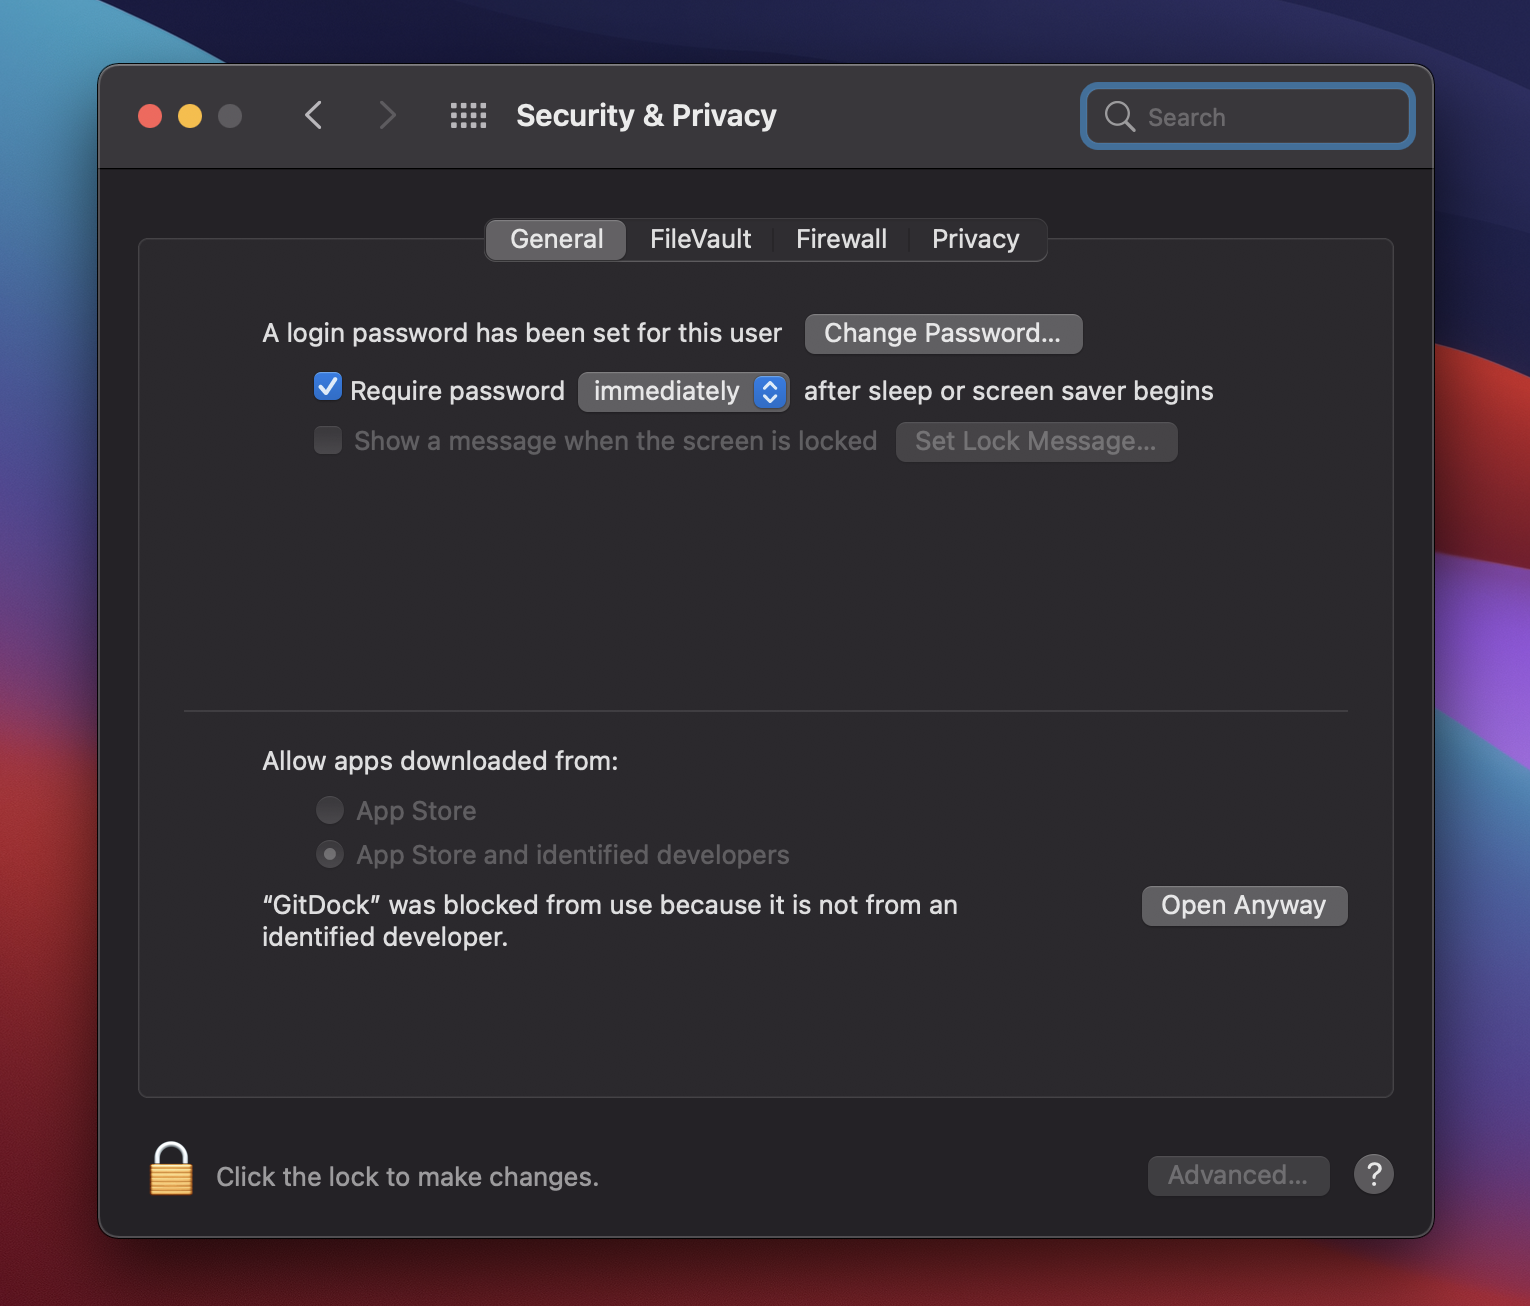 Security & Privacy
Search
General FileVault Firewall Privacy
A login password has been set for this user Change Password...
Require password immediately after sleep or screen saver begins
Show a message when the screen is locked Set Lock Message...
Allow apps downloaded from:
App Store
App Store and identified developers
“GitDock” was blocked from use because it is not from an Open Anyway
identified developer.
Click the lock to make changes. Advanced... ?